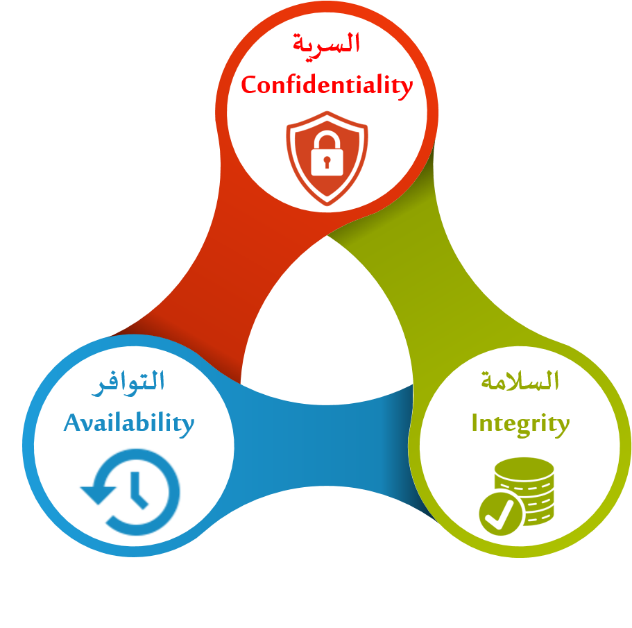 السرية
Confidentiality
التوافر
Availability
السلامة
Integrity